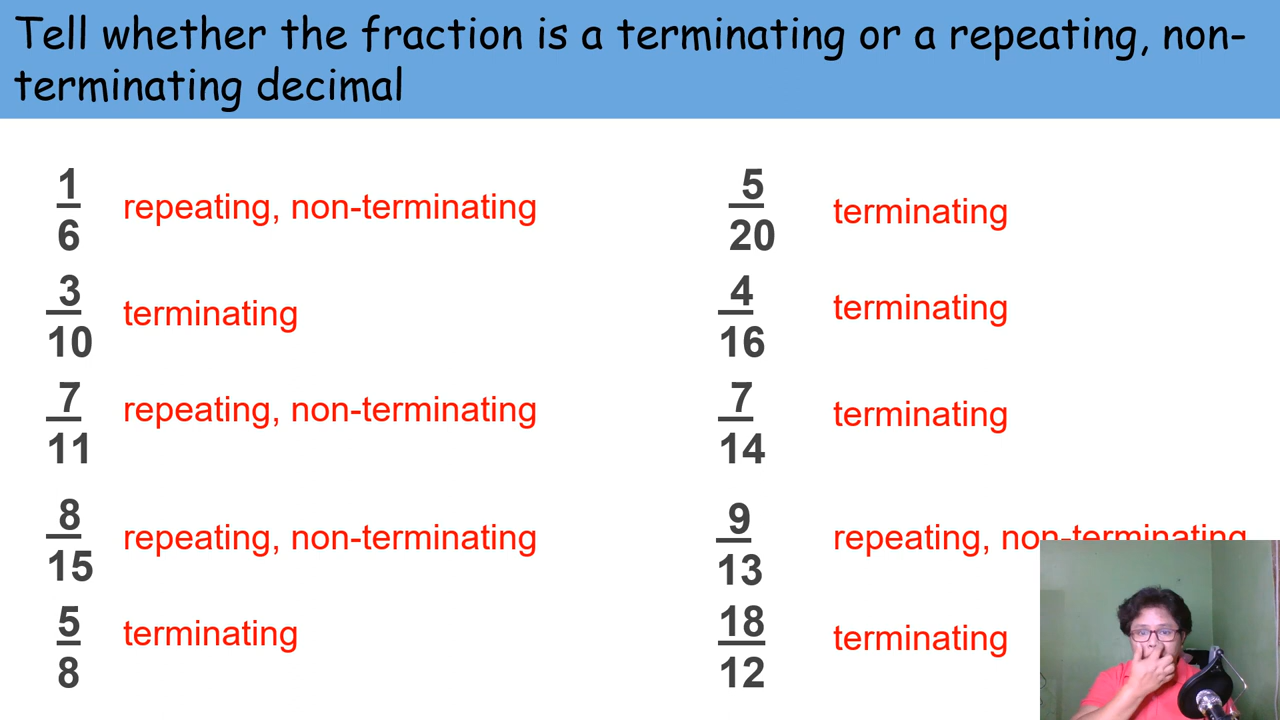 Tell whether the fraction is a terminating or a repeating, non-
terminating decimal
1
6
repeating, non-terminating
3
10
terminating
7
11
repeating, non-terminating
8
15
repeating, non-terminating
5
8
terminating
5
20
terminating
4
16
terminating
7
14
terminating
9
13
repeating, non-terminating
18
12
terminating